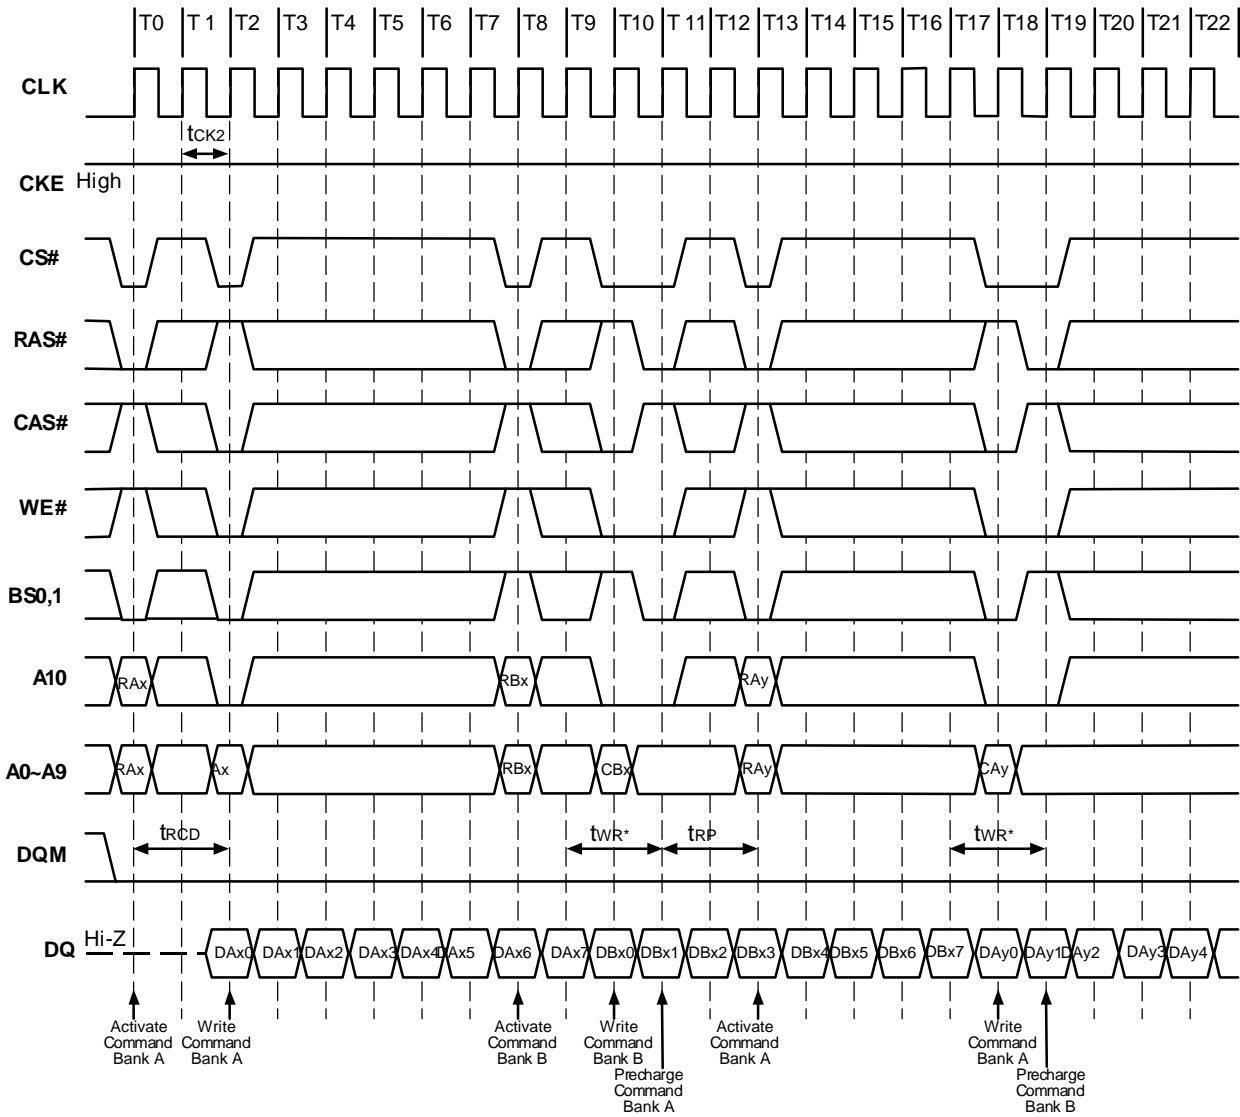 T0 T 1 T2 T3 T4 T5 T6 T7 T8 T9 T10 T 11 T12 T13 T14 T15 T16 T17 T18 T19 T20 T21 T22
CLK
tCK2
CKE High
CS#
RAS#
CAS#
WE#
BS0,1
A10 RAx RBx RAy
A0~A9 RAx Ax RBx CBx RAy CAy
DQM tRCD tWR* tRP tWR*
DQ Hi-Z DAx0 DAx1 DAx2 DAx3 DAx4 DAx5 DAx6 DAx7 DBx0 DBx1 DBx2 DBx3 DBx4 DBx5 DBx6 DBx7 DAy0 DAy1 DAy2 DAy3 DAy4
Activate
Command
Bank A
Write
Command
Bank A
Activate
Command
Bank B
Write
Command
Bank B
Precharge
Command
Bank A
Activate
Command
Bank A
Write
Command
Bank A
Precharge
Command
Bank B